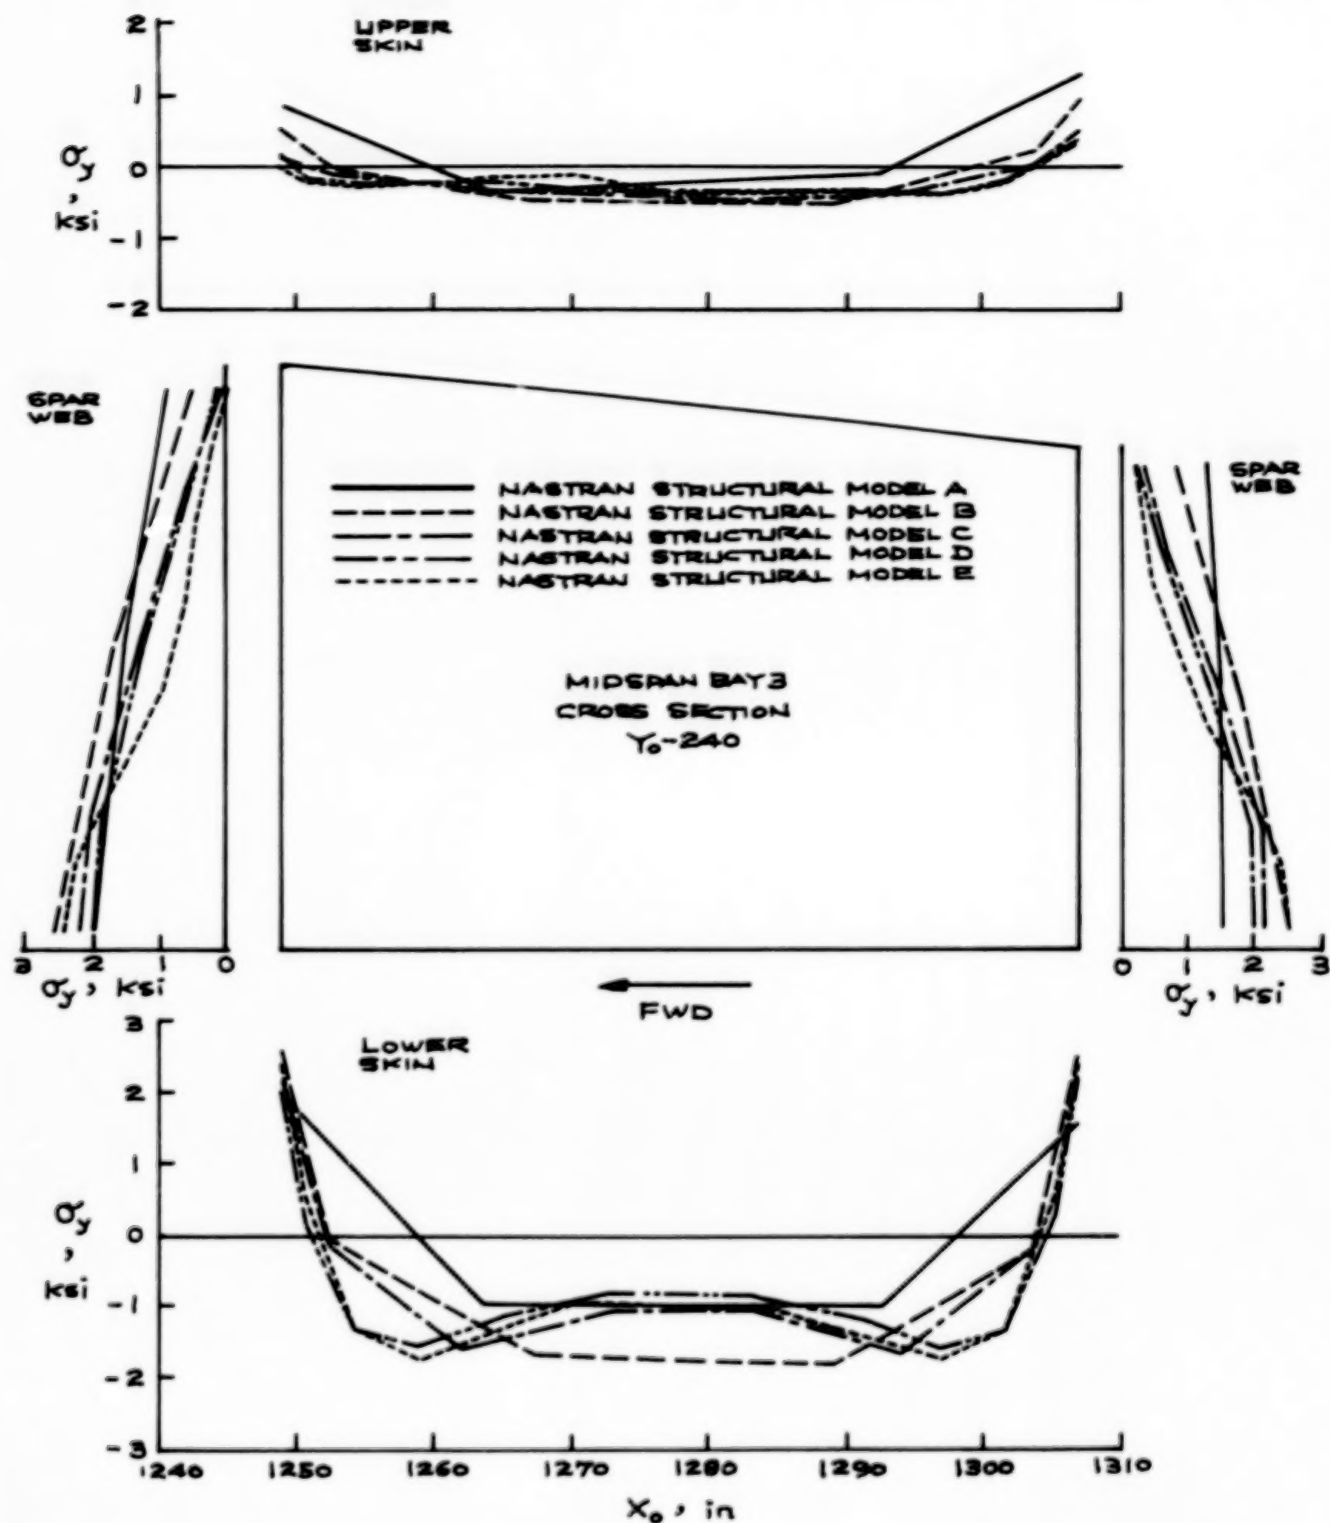 UPPER
SKIN
2
1
0
-1
-2
σy, ksi
SPAR
WEB
SPAR
WEB
NASTRAN STRUCTURAL MODEL A
NASTRAN STRUCTURAL MODEL B
NASTRAN STRUCTURAL MODEL C
NASTRAN STRUCTURAL MODEL D
NASTRAN STRUCTURAL MODEL E
MIDSPAN BAY 3
CROSS SECTION
Yo-240
3 2 1 0
σy, ksi
0 1 2 3
σy, ksi
FWD
LOWER
SKIN
3
2
1
0
-1
-2
-3
σy, ksi
1240 1250 1260 1270 1280 1290 1300 1310
Xo, in